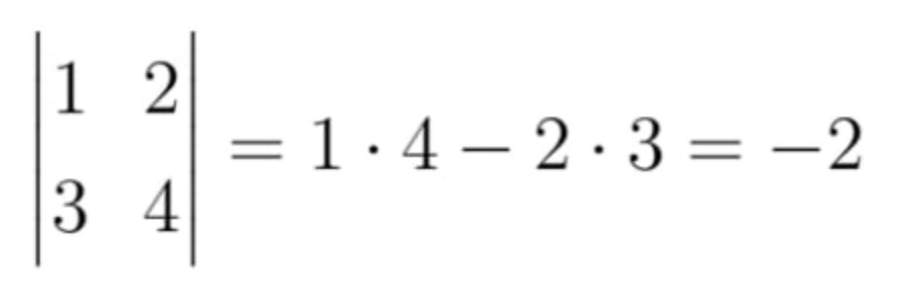 |1 2|
|3 4| = 1 · 4 − 2 · 3 = −2